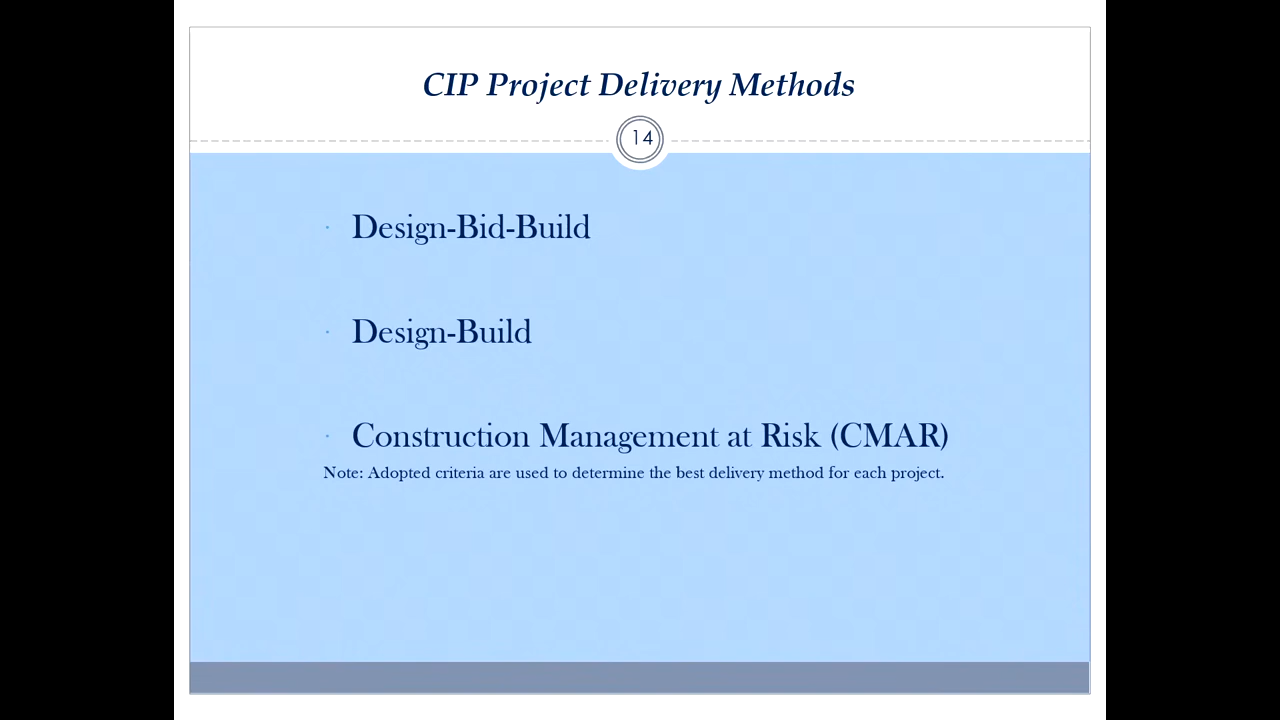 CIP Project Delivery Methods
14
· Design-Bid-Build
· Design-Build
· Construction Management at Risk (CMAR)
Note: Adopted criteria are used to determine the best delivery method for each project.